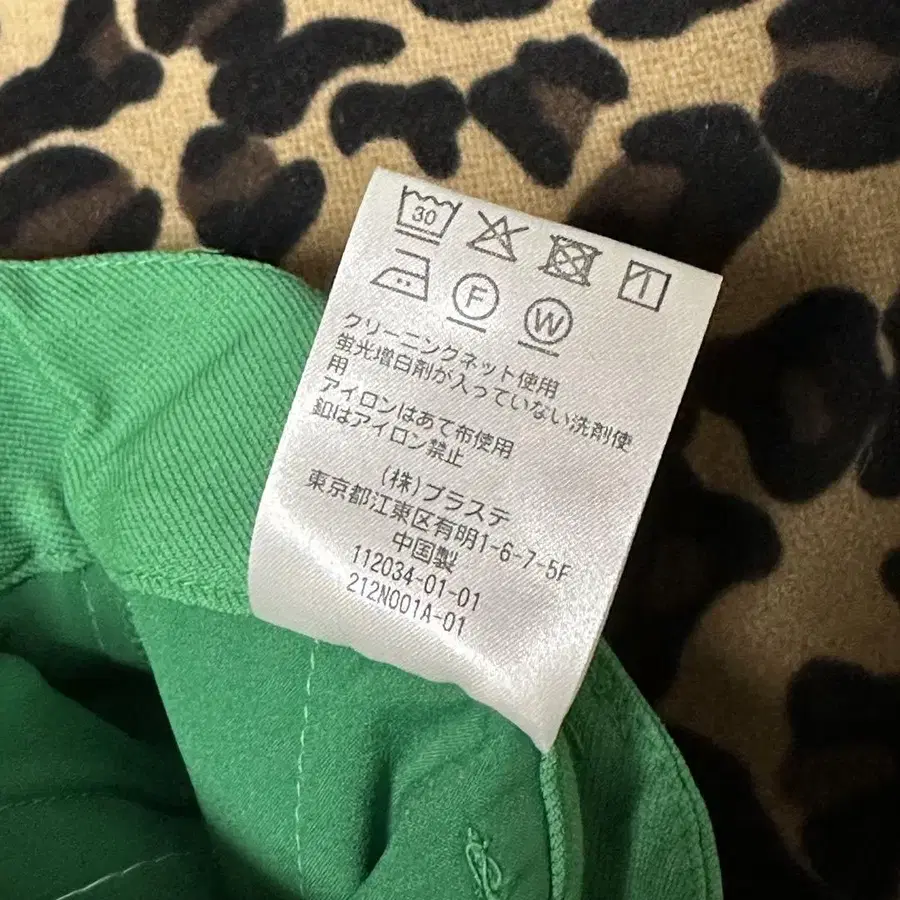 30
F
W
クリーニングネット使用
蛍光増白剤が入っていない洗剤使
用
アイロンはあて布使用
釦はアイロン禁止
(株)プラステ
東京都江東区有明1-6-7-5F
中国製
112034-01-01
212N001A-01